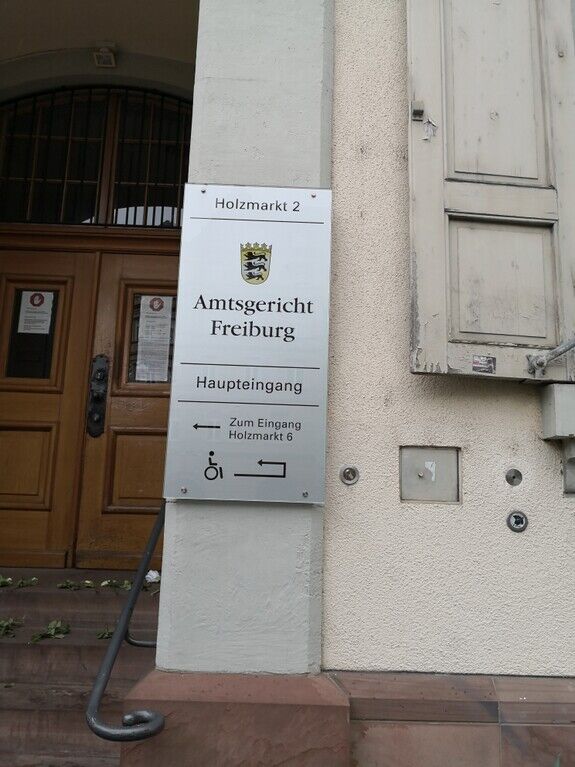 Holzmarkt 2
Amtsgericht
Freiburg
Haupteingang
Zum Eingang
Holzmarkt 6